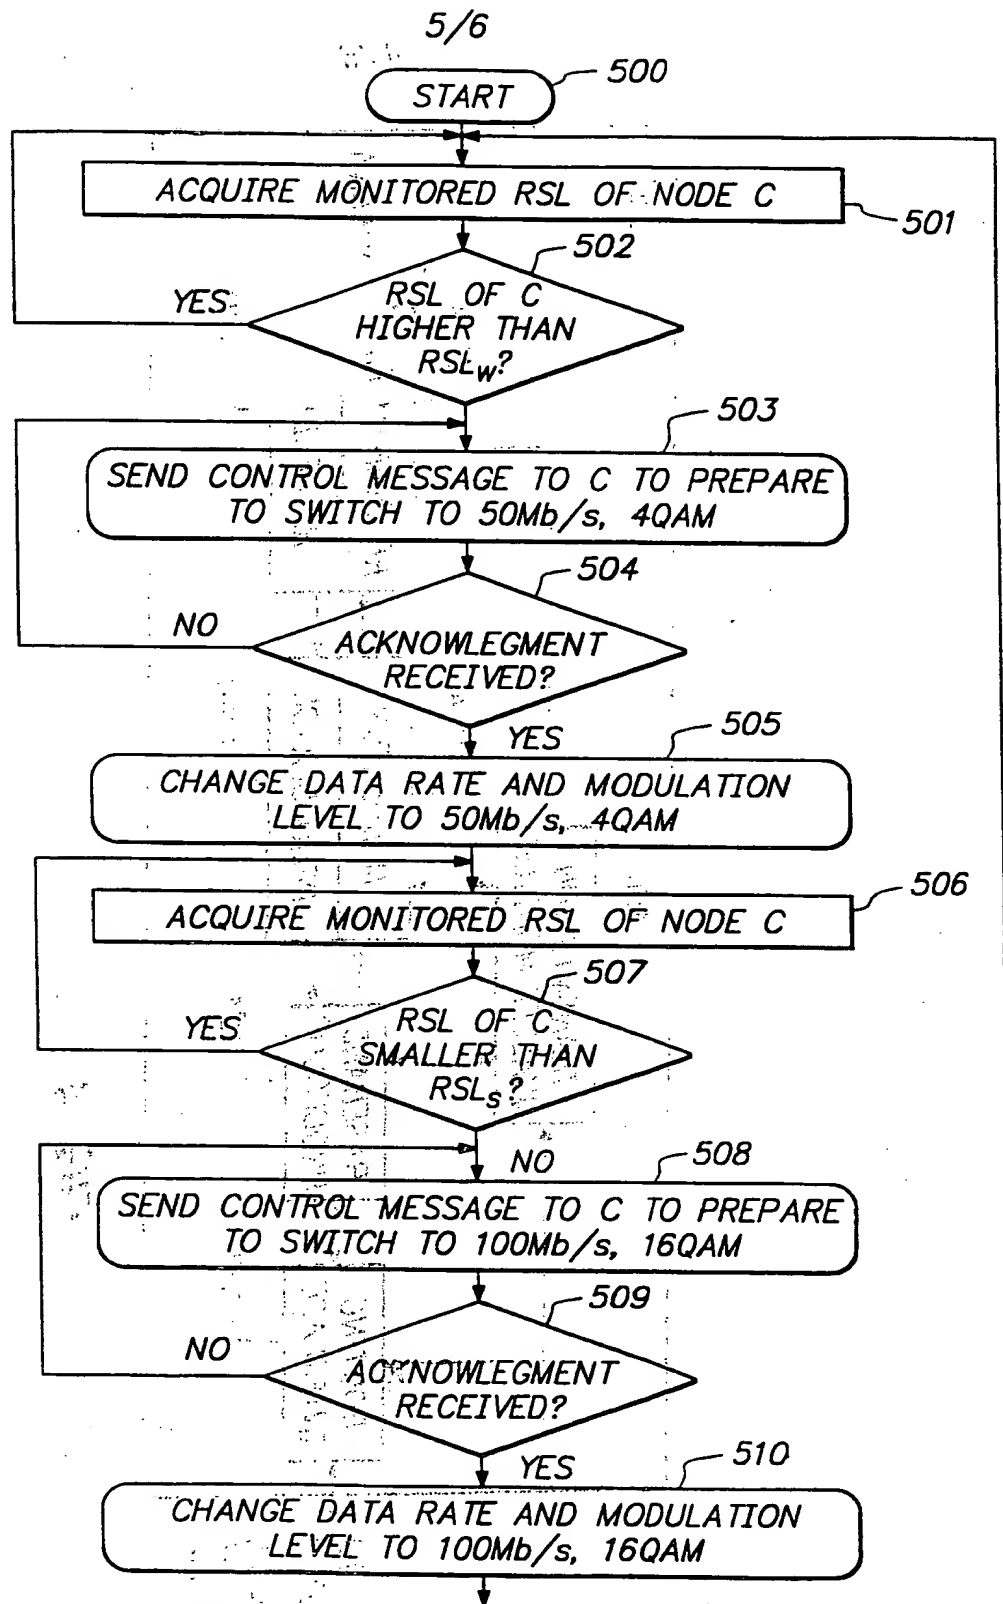 5/6
START
500
ACQUIRE MONITORED RSL OF NODE C
501
502
RSL OF C
HIGHER THAN
RSLw?
YES
503
SEND CONTROL MESSAGE TO C TO PREPARE
TO SWITCH TO 50Mb/s, 4QAM
504
NO
ACKNOWLEGMENT
RECEIVED?
YES
505
CHANGE DATA RATE AND MODULATION
LEVEL TO 50Mb/s, 4QAM
506
ACQUIRE MONITORED RSL OF NODE C
507
YES
RSL OF C
SMALLER THAN
RSLs?
NO
508
SEND CONTROL MESSAGE TO C TO PREPARE
TO SWITCH TO 100Mb/s, 16QAM
509
NO
ACKNOWLEGMENT
RECEIVED?
YES
510
CHANGE DATA RATE AND MODULATION
LEVEL TO 100Mb/s, 16QAM